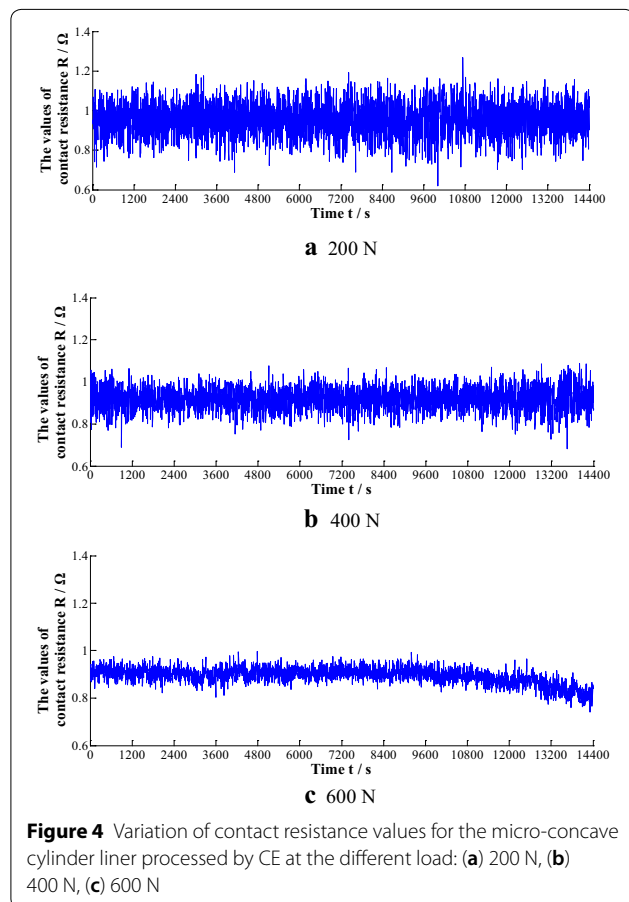 1.4
1.2
1
0.8
0.6
The values of
contact resistance R / Ω
0 1200 2400 3600 4800 6000 7200 8400 9600 10800 12000 13200 14400
Time t / s
a 200 N
1.4
1.2
1
0.8
0.6
The values of
contact resistance R / Ω
0 1200 2400 3600 4800 6000 7200 8400 9600 10800 12000 13200 14400
Time t / s
b 400 N
1.4
1.2
1
0.8
0.6
The values of
contact resistance R / Ω
0 1200 2400 3600 4800 6000 7200 8400 9600 10800 12000 13200 14400
Time t / s
c 600 N
Figure 4 Variation of contact resistance values for the micro-concave
cylinder liner processed by CE at the different load: (a) 200 N, (b)
400 N, (c) 600 N